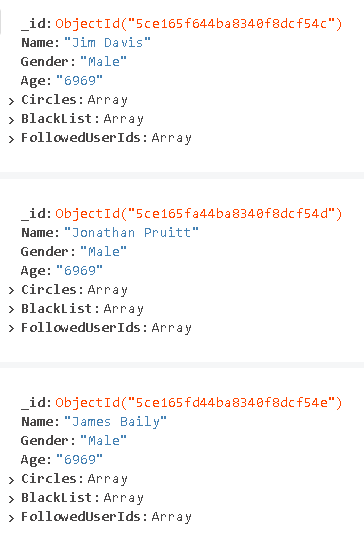 _id: ObjectId("5ce165f644ba8340f8dcf54c")
Name: "Jim Davis"
Gender: "Male"
Age: "6969"
> Circles: Array
> BlackList: Array
> FollowedUserIds: Array
_id: ObjectId("5ce165fa44ba8340f8dcf54d")
Name: "Jonathan Pruitt"
Gender: "Male"
Age: "6969"
> Circles: Array
> BlackList: Array
> FollowedUserIds: Array
_id: ObjectId("5ce165fd44ba8340f8dcf54e")
Name: "James Baily"
Gender: "Male"
Age: "6969"
> Circles: Array
> BlackList: Array
> FollowedUserIds: Array